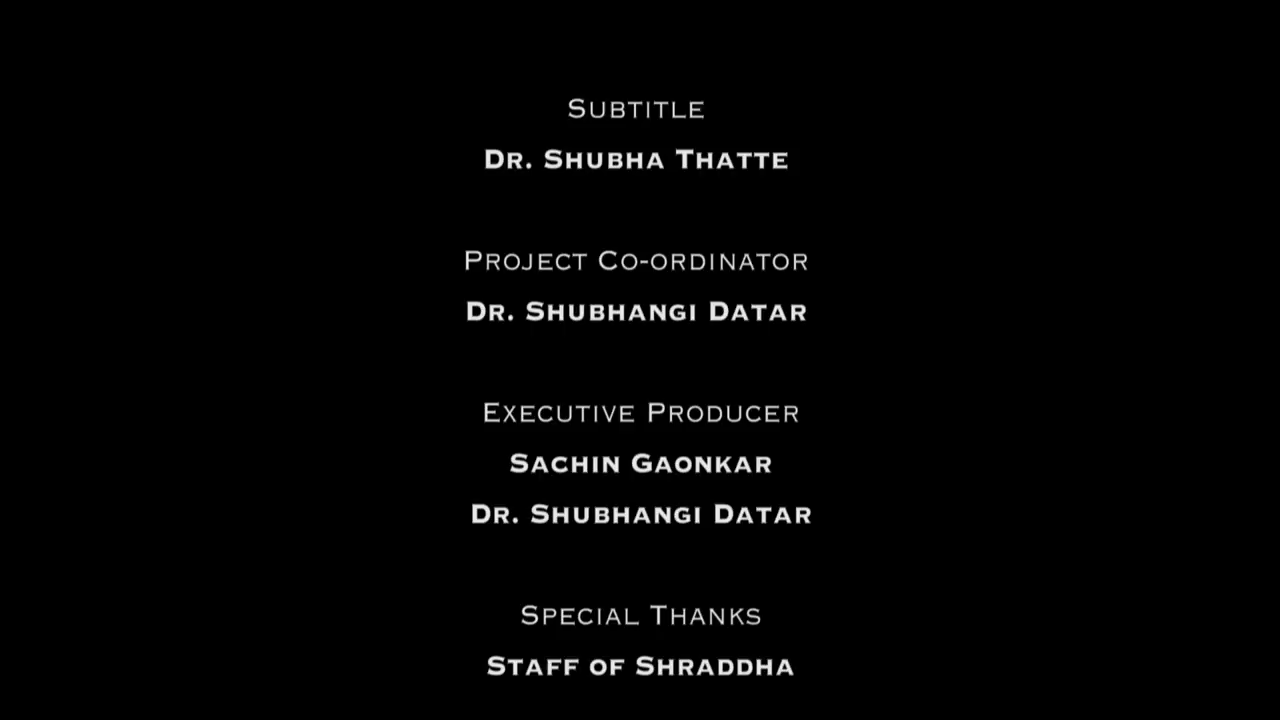 Subtitle
Dr. Shubha Thatte
Project Co-ordinator
Dr. Shubhangi Datar
Executive Producer
Sachin Gaonkar
Dr. Shubhangi Datar
Special Thanks
Staff of Shraddha